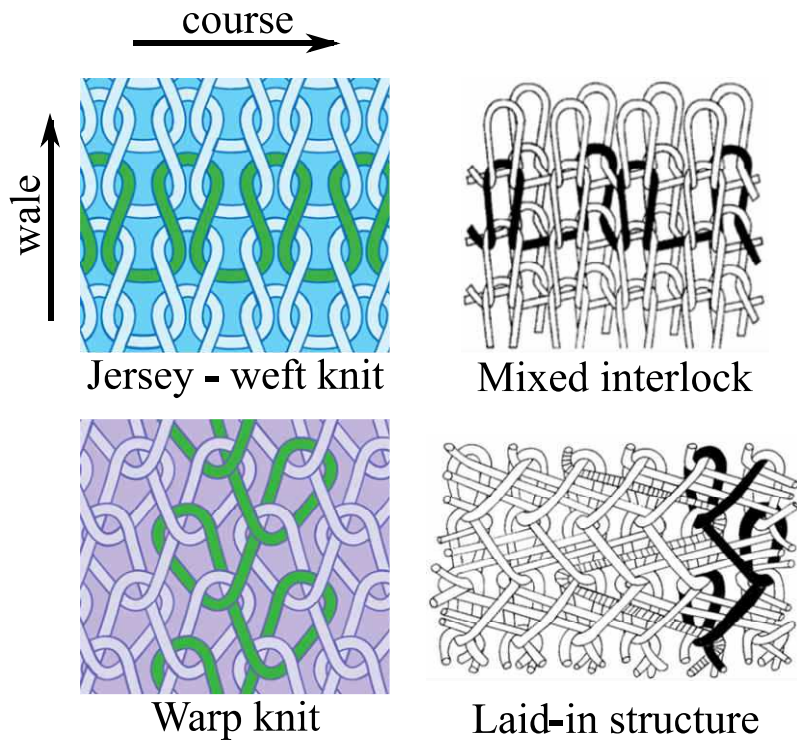 course
wale
Jersey - weft knit
Mixed interlock
Warp knit
Laid-in structure